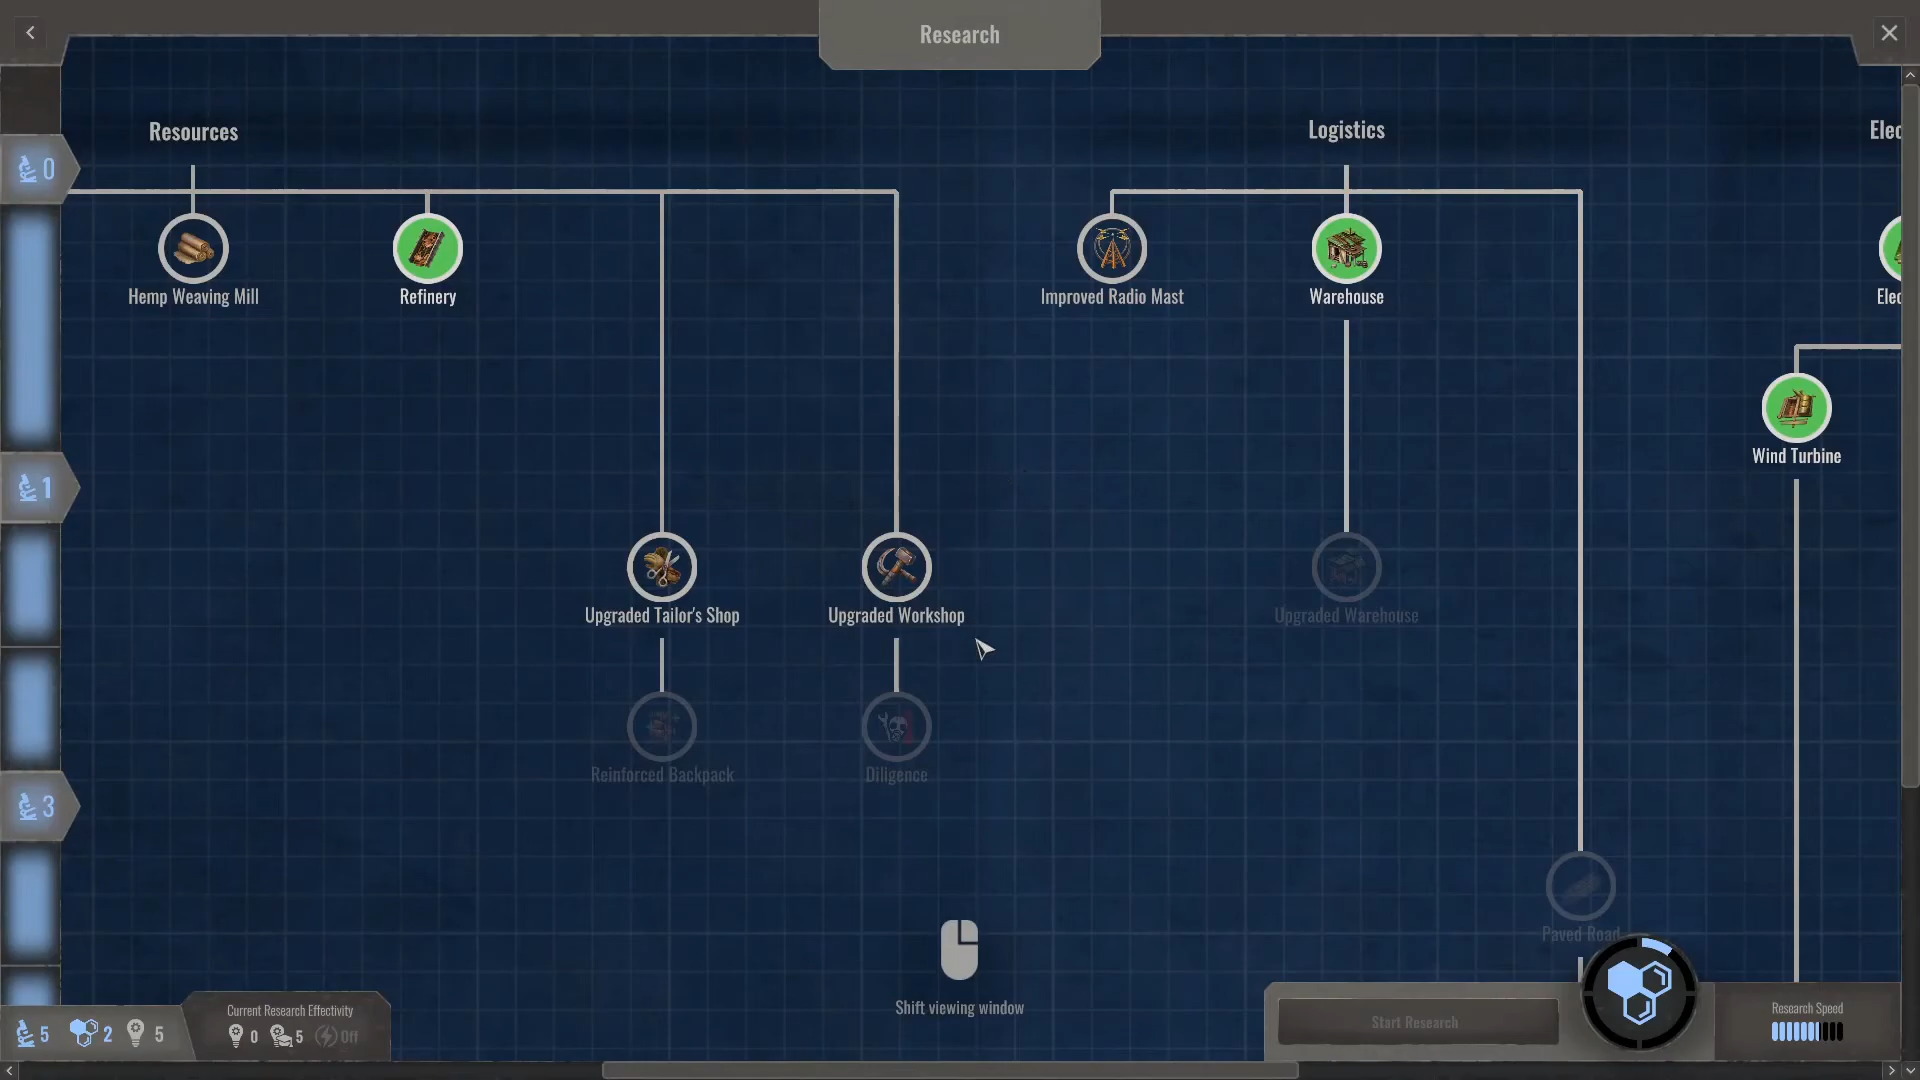 Research
Resources
Logistics
Elec
0
Hemp Weaving Mill
Refinery
Improved Radio Mast
Warehouse
Elec
Wind Turbine
1
Upgraded Tailor's Shop
Upgraded Workshop
Upgraded Warehouse
Reinforced Backpack
Diligence
3
Paved Road
Shift viewing window
Current Research Effectivity
5
2
5
0
5
Off
Start Research
Research Speed